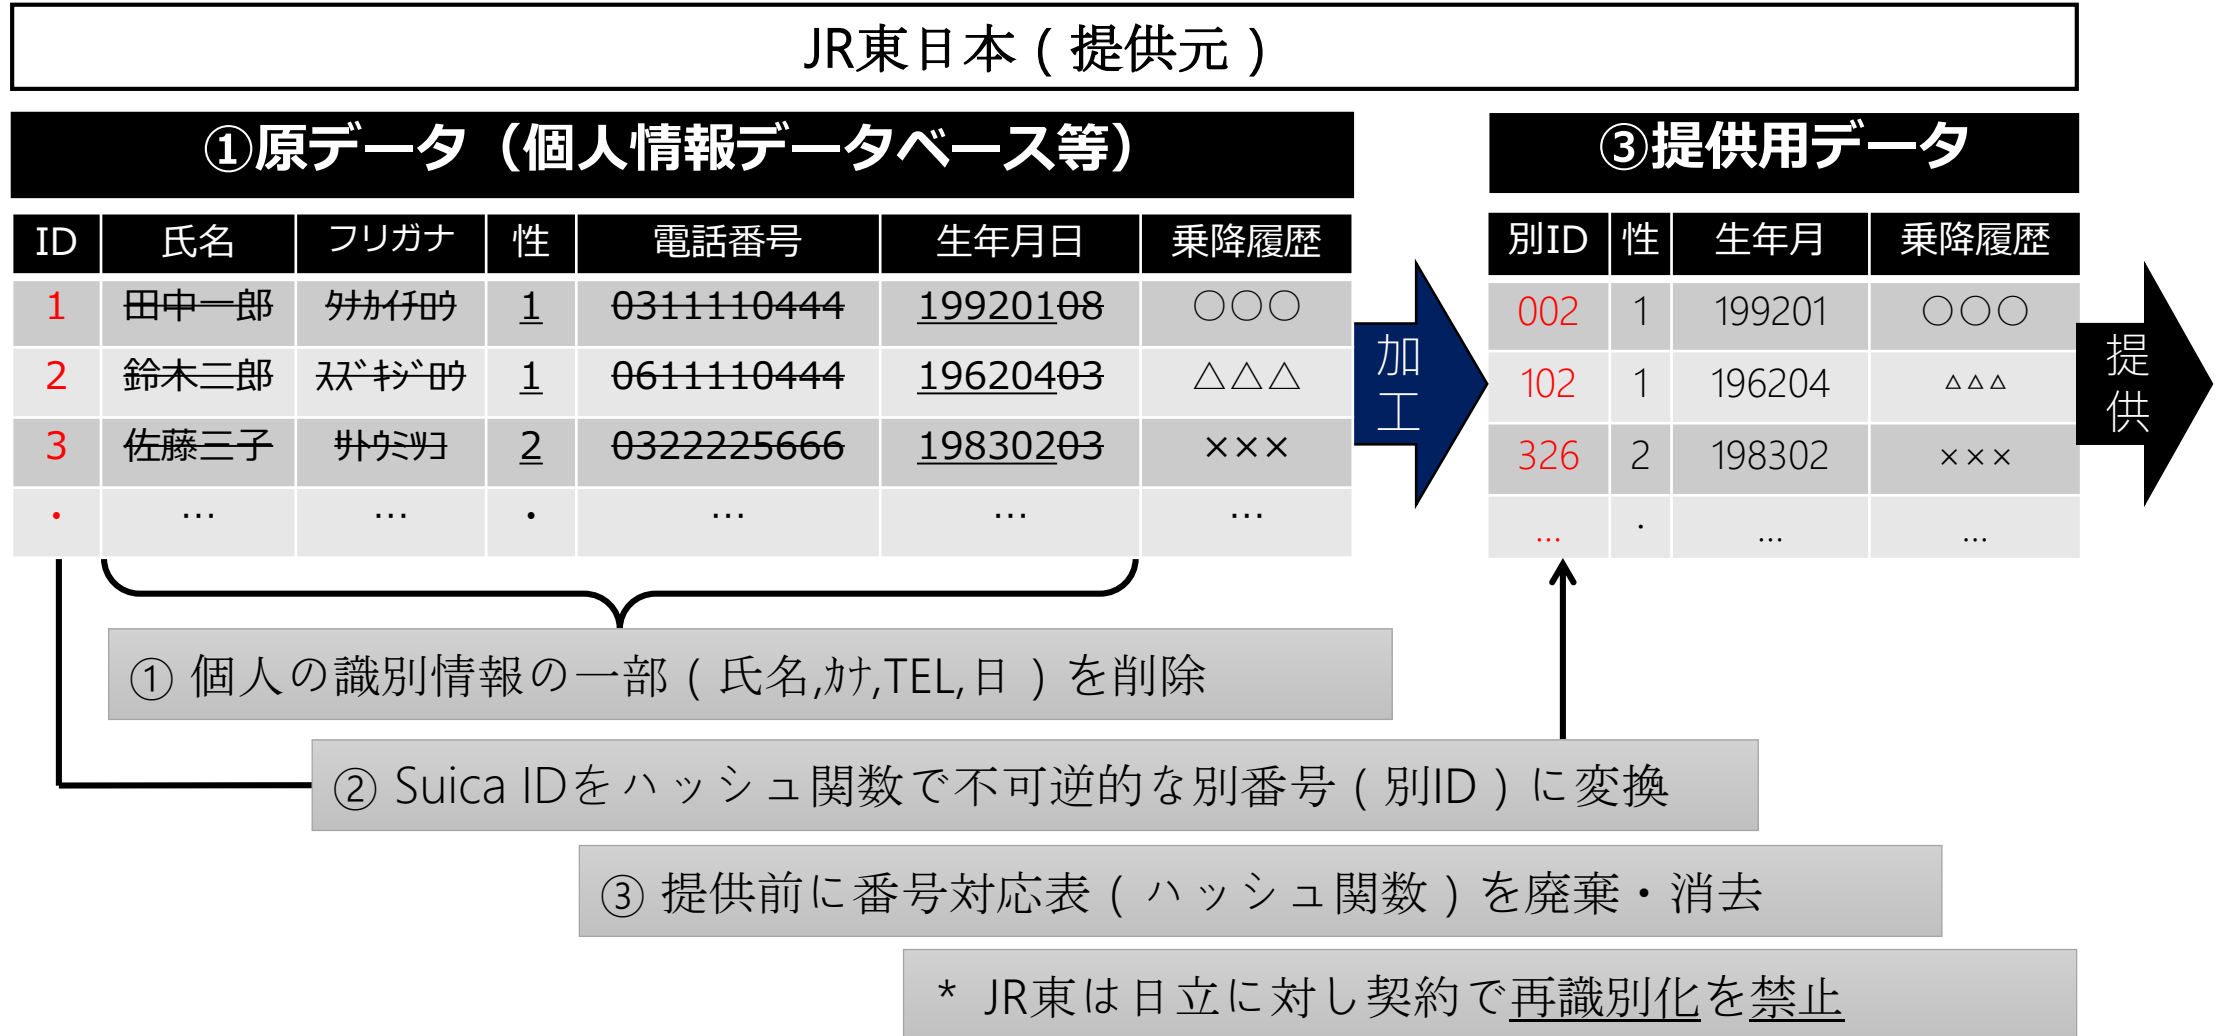 JR東日本（提供元）
①原データ（個人情報データベース等）
ID 氏名 フリガナ 性 電話番号 生年月日 乗降履歴
1 田中一郎 ﾀﾅｶｲﾁﾛｳ 1 0311110444 19920108 ○○○
2 鈴木二郎 ｽｽﾞｷｼﾞﾛｳ 1 0611110444 19620403 △△△
3 佐藤三子 ｻﾄｳﾐﾂｺ 2 0322225666 19830203 ×××
・ … … ・ … … …
加工
③提供用データ
別ID 性 生年月 乗降履歴
002 1 199201 ○○○
102 1 196204 △△△
326 2 198302 ×××
… ・ … …
提供
① 個人の識別情報の一部（氏名,ｶﾅ,TEL,日）を削除
② Suica IDをハッシュ関数で不可逆的な別番号（別ID）に変換
③ 提供前に番号対応表（ハッシュ関数）を廃棄・消去
* JR東は日立に対し契約で再識別化を禁止